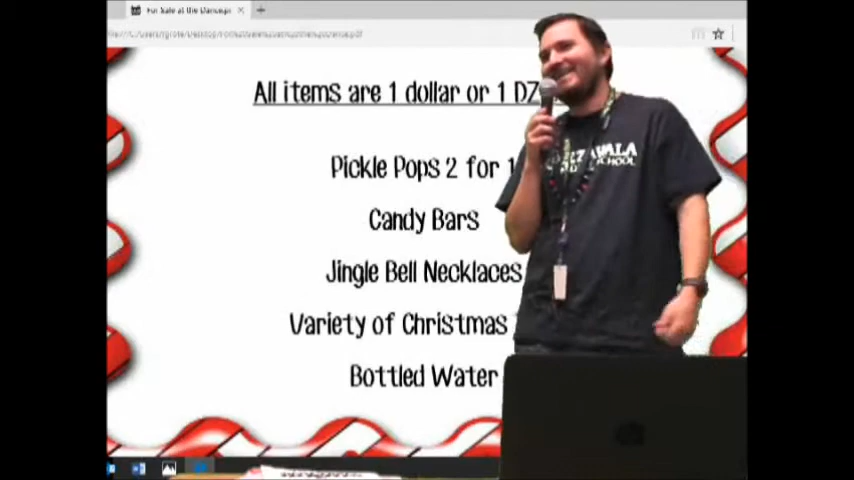 For Sale at the Dance.p
All items are 1 dollar or 1 DZ
Pickle Pops 2 for 1
Candy Bars
Jingle Bell Necklaces
Variety of Christmas
Bottled Water
SCHOOL